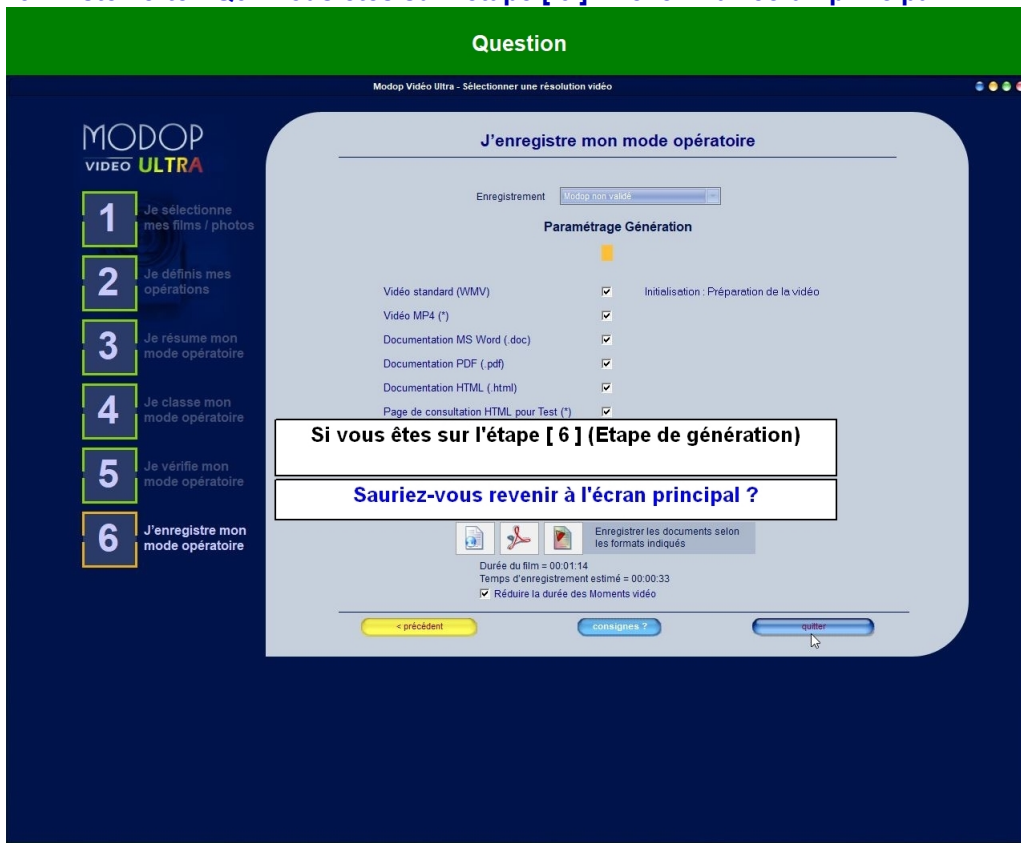 Question
Modop Vidéo Ultra - Sélectionner une résolution vidéo
MODOP
VIDEO ULTRA
J'enregistre mon mode opératoire
Enregistrement Modop non validé
Paramétrage Génération
1 Je sélectionne
mes films / photos
2 Je définis mes
opérations
3 Je résume mon
mode opératoire
4 Je classe mon
mode opératoire
5 Je vérifie mon
mode opératoire
6 J'enregistre mon
mode opératoire
Vidéo standard (WMV) Initialisation : Préparation de la vidéo
Vidéo MP4 (*)
Documentation MS Word (.doc)
Documentation PDF (.pdf)
Documentation HTML (.html)
Page de consultation HTML pour Test (*)
Si vous êtes sur l'étape [ 6 ] (Etape de génération)
Sauriez-vous revenir à l'écran principal ?
Enregistrer les documents selon
les formats indiqués
Durée du film = 00:01:14
Temps d'enregistrement estimé = 00:00:33
Réduire la durée des Moments vidéo
< précédent consignes ? quitter